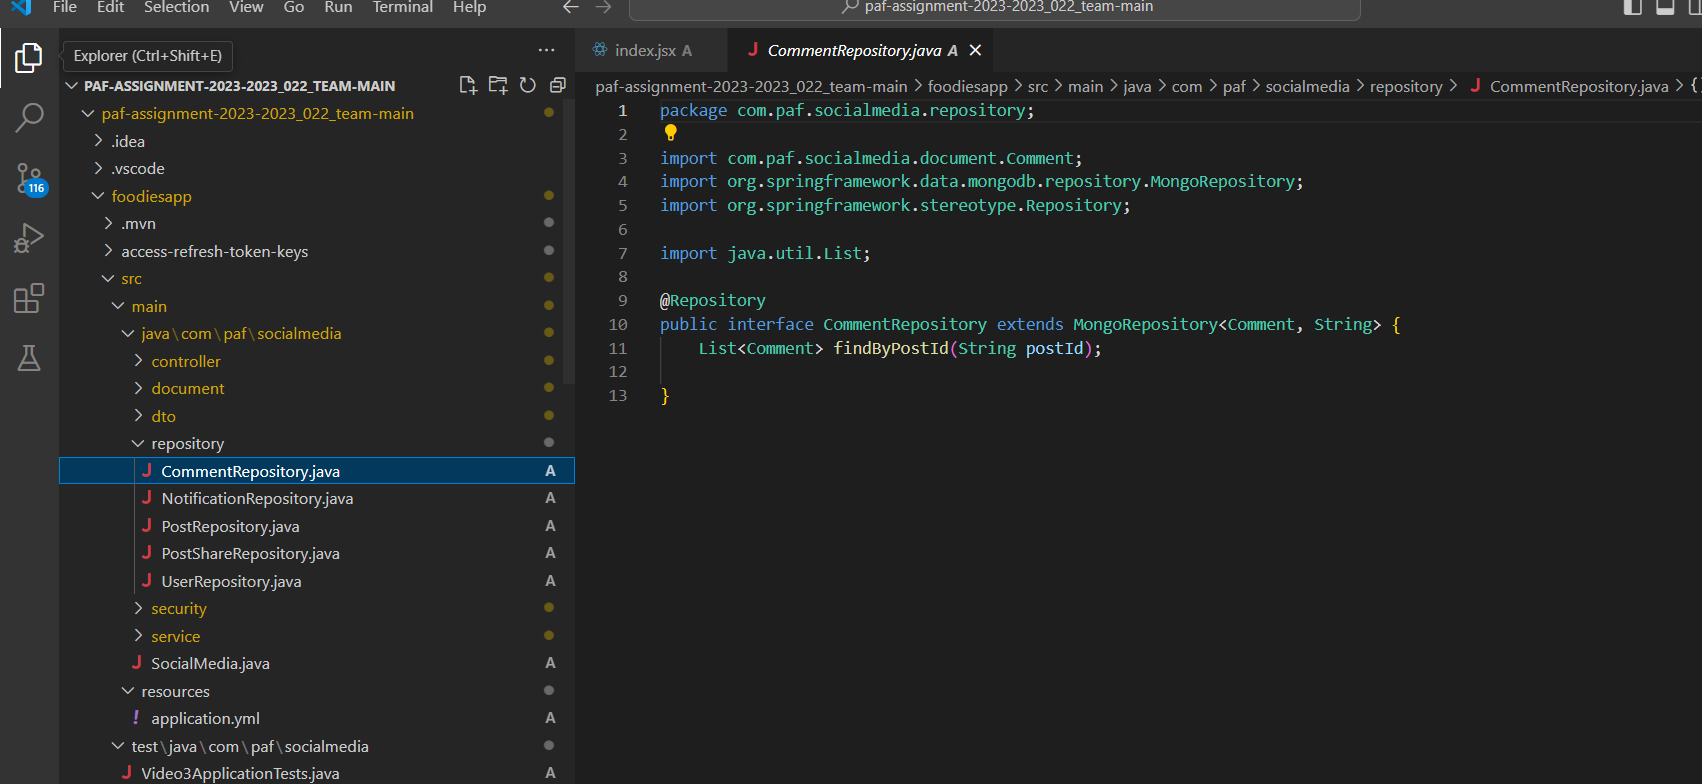 File Edit Selection View Go Run Terminal Help
paf-assignment-2023-2023_022_team-main
Explorer (Ctrl+Shift+E)
PAF-ASSIGNMENT-2023-2023_022_TEAM-MAIN
paf-assignment-2023-2023_022_team-main
.idea
.vscode
foodiesapp
.mvn
access-refresh-token-keys
src
main
java\com\paf\socialmedia
controller
document
dto
repository
CommentRepository.java A
NotificationRepository.java A
PostRepository.java A
PostShareRepository.java A
UserRepository.java A
security
service
SocialMedia.java A
resources
! application.yml A
test\java\com\paf\socialmedia
Video3ApplicationTests.java A
116
index.jsx A
CommentRepository.java A
paf-assignment-2023-2023_022_team-main > foodiesapp > src > main > java > com > paf > socialmedia > repository > CommentRepository.java > {
1 package com.paf.socialmedia.repository;
2
3 import com.paf.socialmedia.document.Comment;
4 import org.springframework.data.mongodb.repository.MongoRepository;
5 import org.springframework.stereotype.Repository;
6
7 import java.util.List;
8
9 @Repository
10 public interface CommentRepository extends MongoRepository<Comment, String> {
11 List<Comment> findByPostId(String postId);
12
13 }